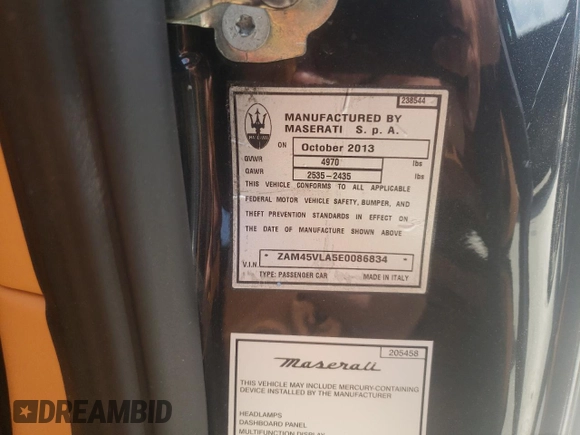 238544
MANUFACTURED BY
MASERATI S. p. A.
ON October 2013
GVWR 4970 lbs
GAWR 2535-2435 lbs
THIS VEHICLE CONFORMS TO ALL APPLICABLE
FEDERAL MOTOR VEHICLE SAFETY, BUMPER, AND
THEFT PREVENTION STANDARDS IN EFFECT ON
THE DATE OF MANUFACTURE SHOWN ABOVE
V.I.N. - ZAM45VLA5E0086834 -
TYPE: PASSENGER CAR MADE IN ITALY
205458
Maserati
THIS VEHICLE MAY INCLUDE MERCURY-CONTAINING
DEVICE INSTALLED BY THE MANUFACTURER
HEADLAMPS
DASHBOARD PANEL
MULTIFUNCTION DISPLAY
DREAMBID